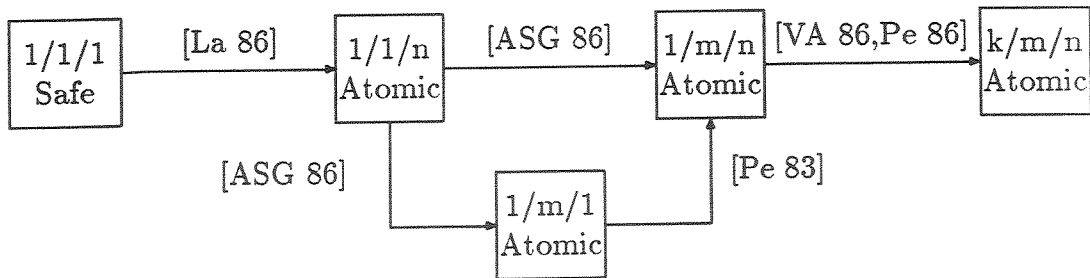 1/1/1
Safe
[La 86]
1/1/n
Atomic
[ASG 86]
1/m/n
Atomic
[VA 86,Pe 86]
k/m/n
Atomic
[ASG 86]
1/m/1
Atomic
[Pe 83]